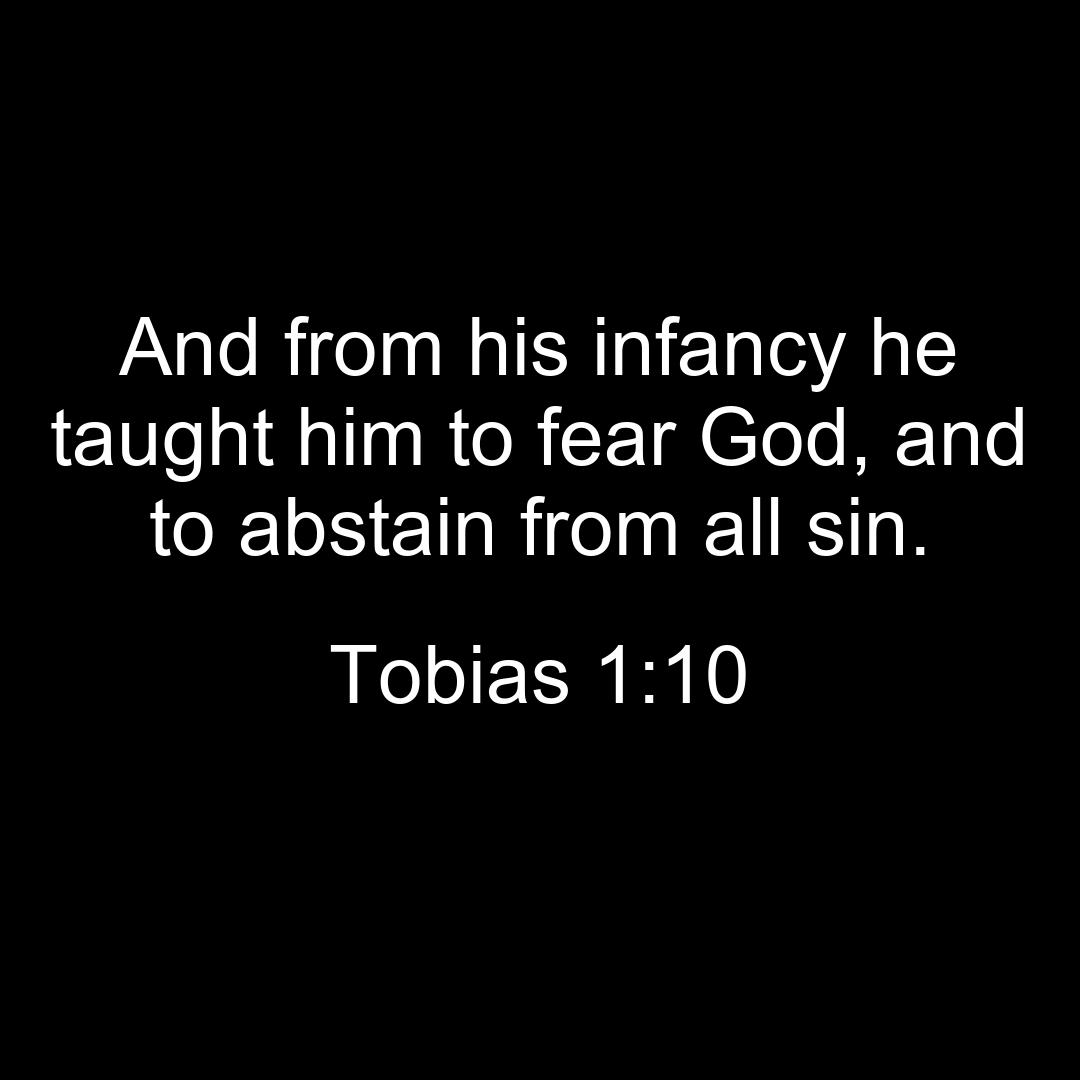 And from his infancy he
taught him to fear God, and
to abstain from all sin.
Tobias 1:10